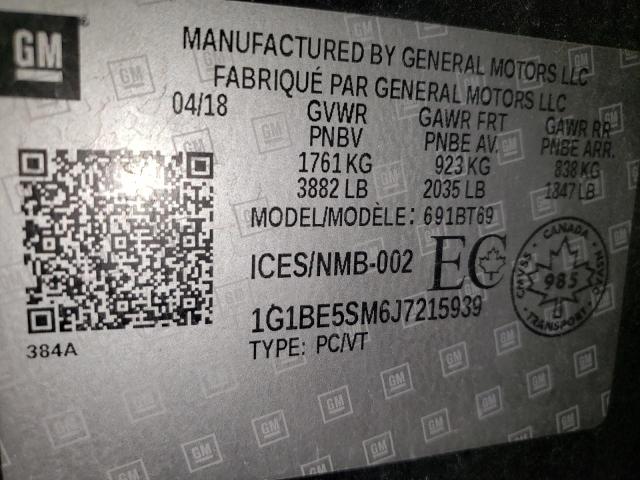 GM
MANUFACTURED BY GENERAL MOTORS LLC
FABRIQUÉ PAR GENERAL MOTORS LLC
04/18 GVWR GAWR FRT GAWR RR
PNBV PNBE AV. PNBE ARR.
1761 KG 923 KG 838 KG
3882 LB 2035 LB 1847 LB
MODEL/MODÈLE: 691BT69
ICES/NMB-002 EC
CANADA
CMVSS 985 NSVAC
TRANSPORT
1G1BE5SM6J7215939
TYPE: PC/VT
384A